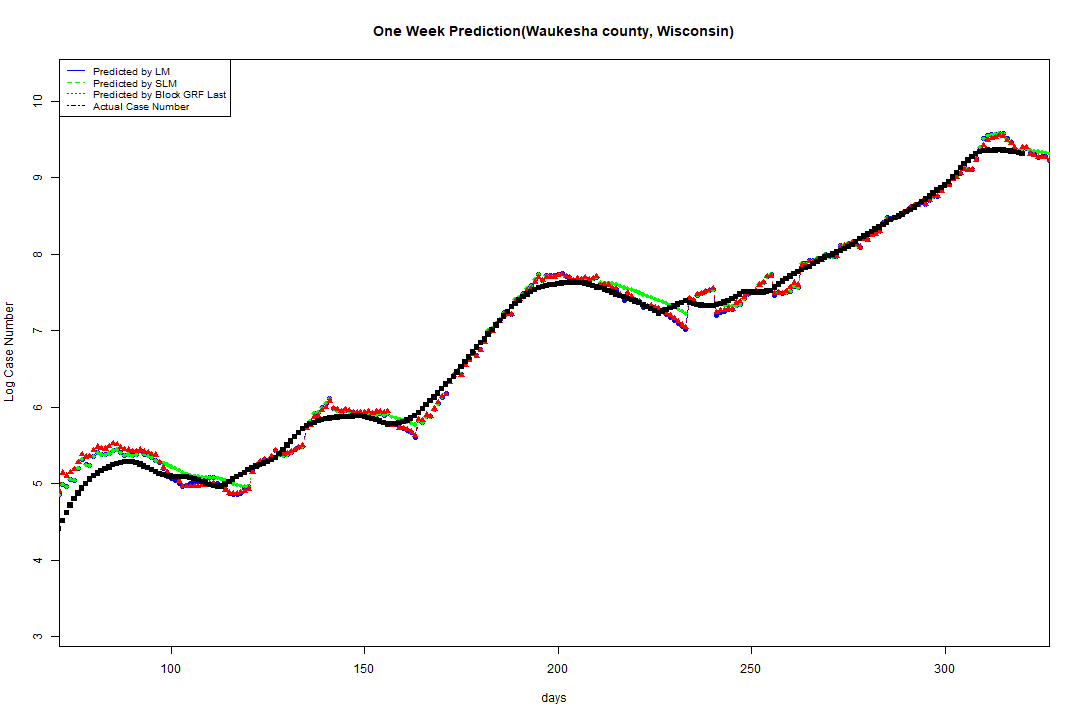 One Week Prediction(Waukesha county, Wisconsin)
Predicted by LM
Predicted by SLM
Predicted by Block GRF Last
Actual Case Number
Log Case Number
10
9
8
7
6
5
4
3
100 150 200 250 300
days